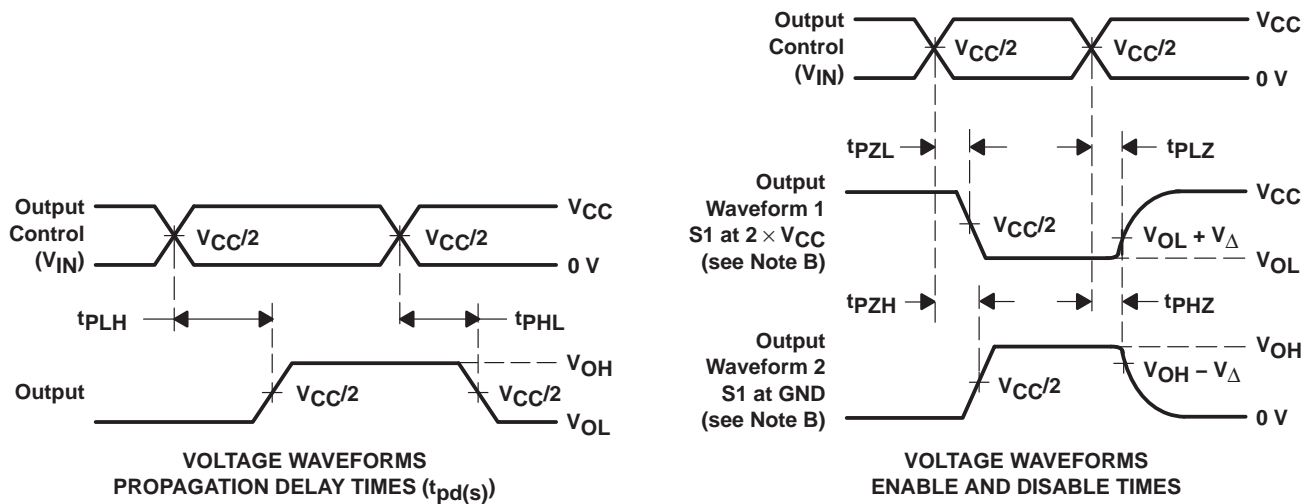 Output
Control
(VIN)
VCC
VCC/2
VCC/2
0 V
tPLH
tPHL
Output
VOH
VCC/2
VCC/2
VOL
VOLTAGE WAVEFORMS
PROPAGATION DELAY TIMES (tpd(s))
Output
Control
(VIN)
VCC
VCC/2
VCC/2
0 V
tPZL
tPLZ
Output
Waveform 1
S1 at 2 × VCC
(see Note B)
VCC
VCC/2
VOL + VΔ
VOL
tPZH
tPHZ
Output
Waveform 2
S1 at GND
(see Note B)
VOH
VOH − VΔ
VCC/2
0 V
VOLTAGE WAVEFORMS
ENABLE AND DISABLE TIMES